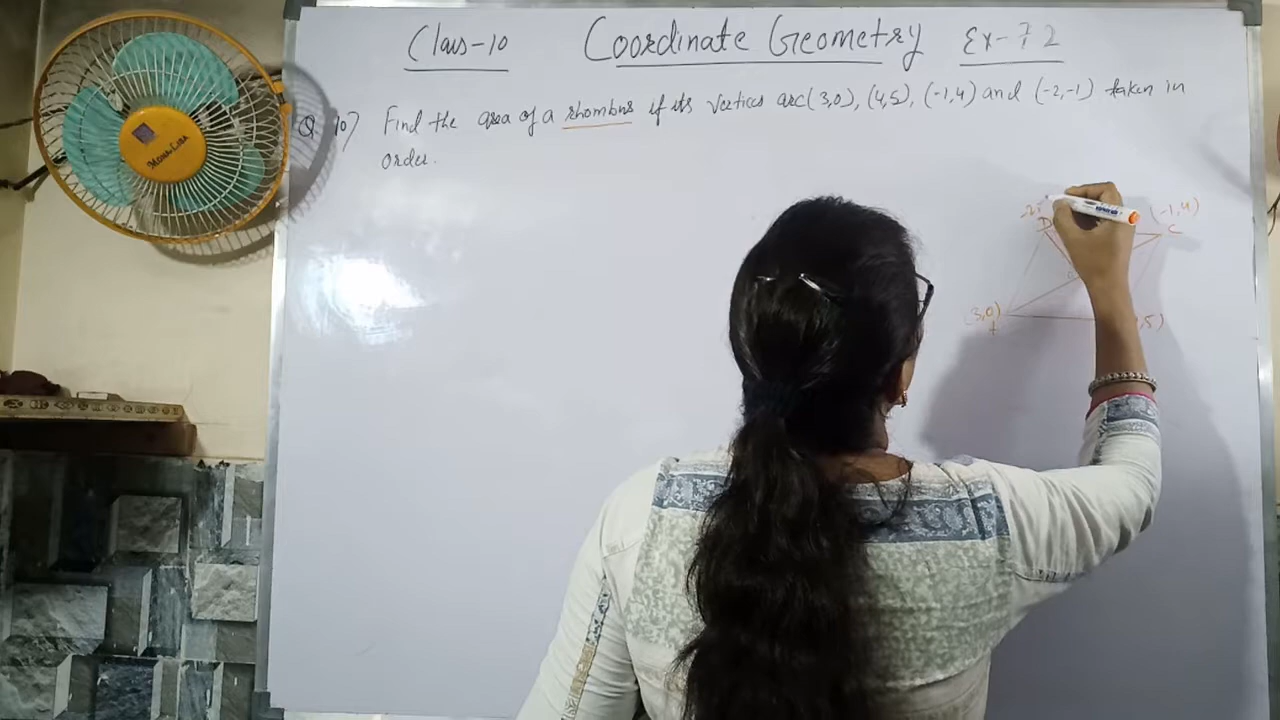 Class-10 Coordinate Geometry Ex-7.2
Q 10) Find the area of a rhombus if its vertices are (3,0), (4,5), (-1,4) and (-2,-1) taken in
order.
(-1,4)
D C
(3,0) ,5)